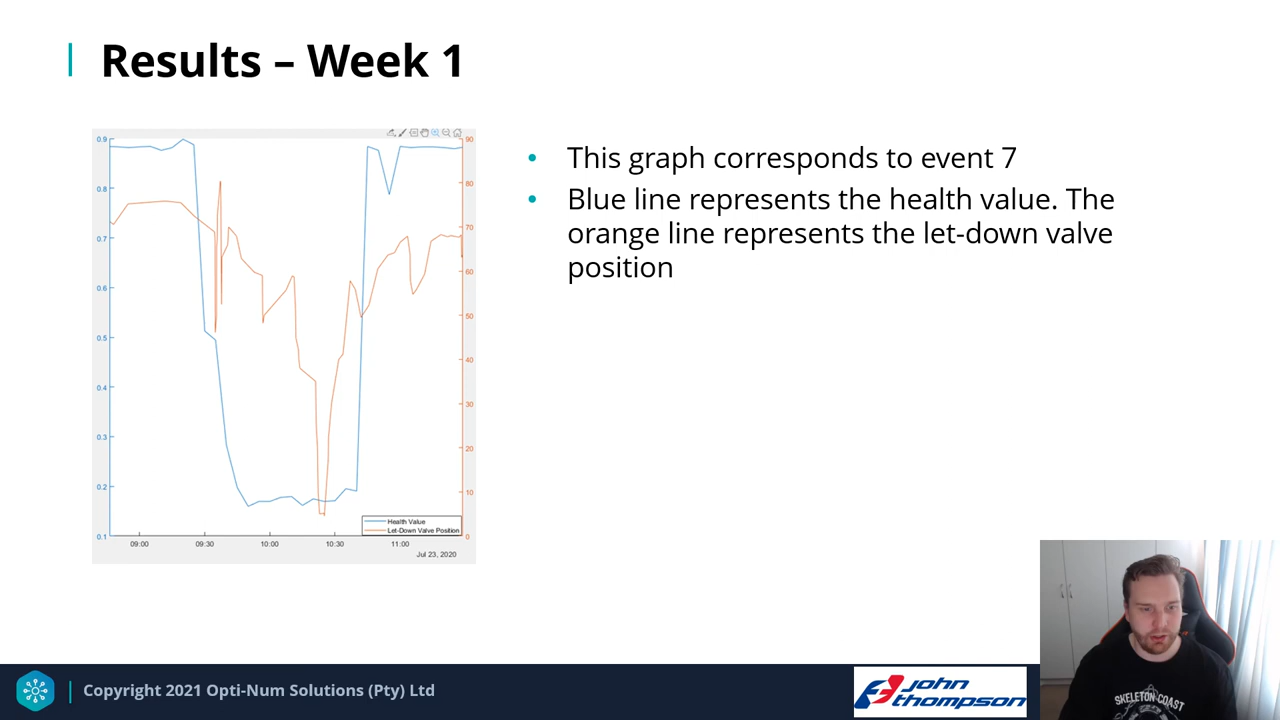 Results – Week 1
0.9
0.8
0.7
0.6
0.5
0.4
0.3
0.2
0.1
90
80
70
60
50
40
30
20
10
0
Health Value
Let-Down Valve Position
09:00 09:30 10:00 10:30 11:00
Jul 23, 2020
• This graph corresponds to event 7
• Blue line represents the health value. The
orange line represents the let-down valve
position
SKELETON COAST
Copyright 2021 Opti-Num Solutions (Pty) Ltd
john
thompson